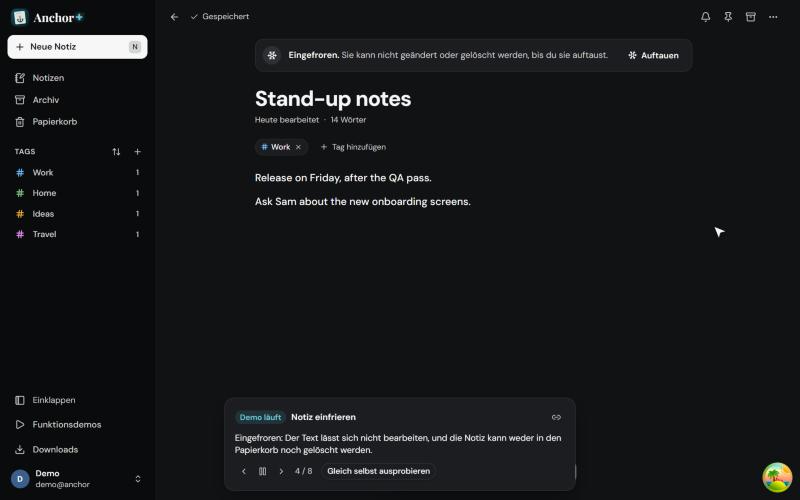 Anchor+
Neue Notiz N
Notizen
Archiv
Papierkorb
TAGS
# Work 1
# Home 1
# Ideas 1
# Travel 1
Einklappen
Funktionsdemos
Downloads
D Demo
demo@anchor
Gespeichert
Eingefroren. Sie kann nicht geändert oder gelöscht werden, bis du sie auftaust. Auftauen
Stand-up notes
Heute bearbeitet · 14 Wörter
# Work × + Tag hinzufügen
Release on Friday, after the QA pass.
Ask Sam about the new onboarding screens.
Demo läuft Notiz einfrieren
Eingefroren: Der Text lässt sich nicht bearbeiten, und die Notiz kann weder in den
Papierkorb noch gelöscht werden.
4 / 8 Gleich selbst ausprobieren